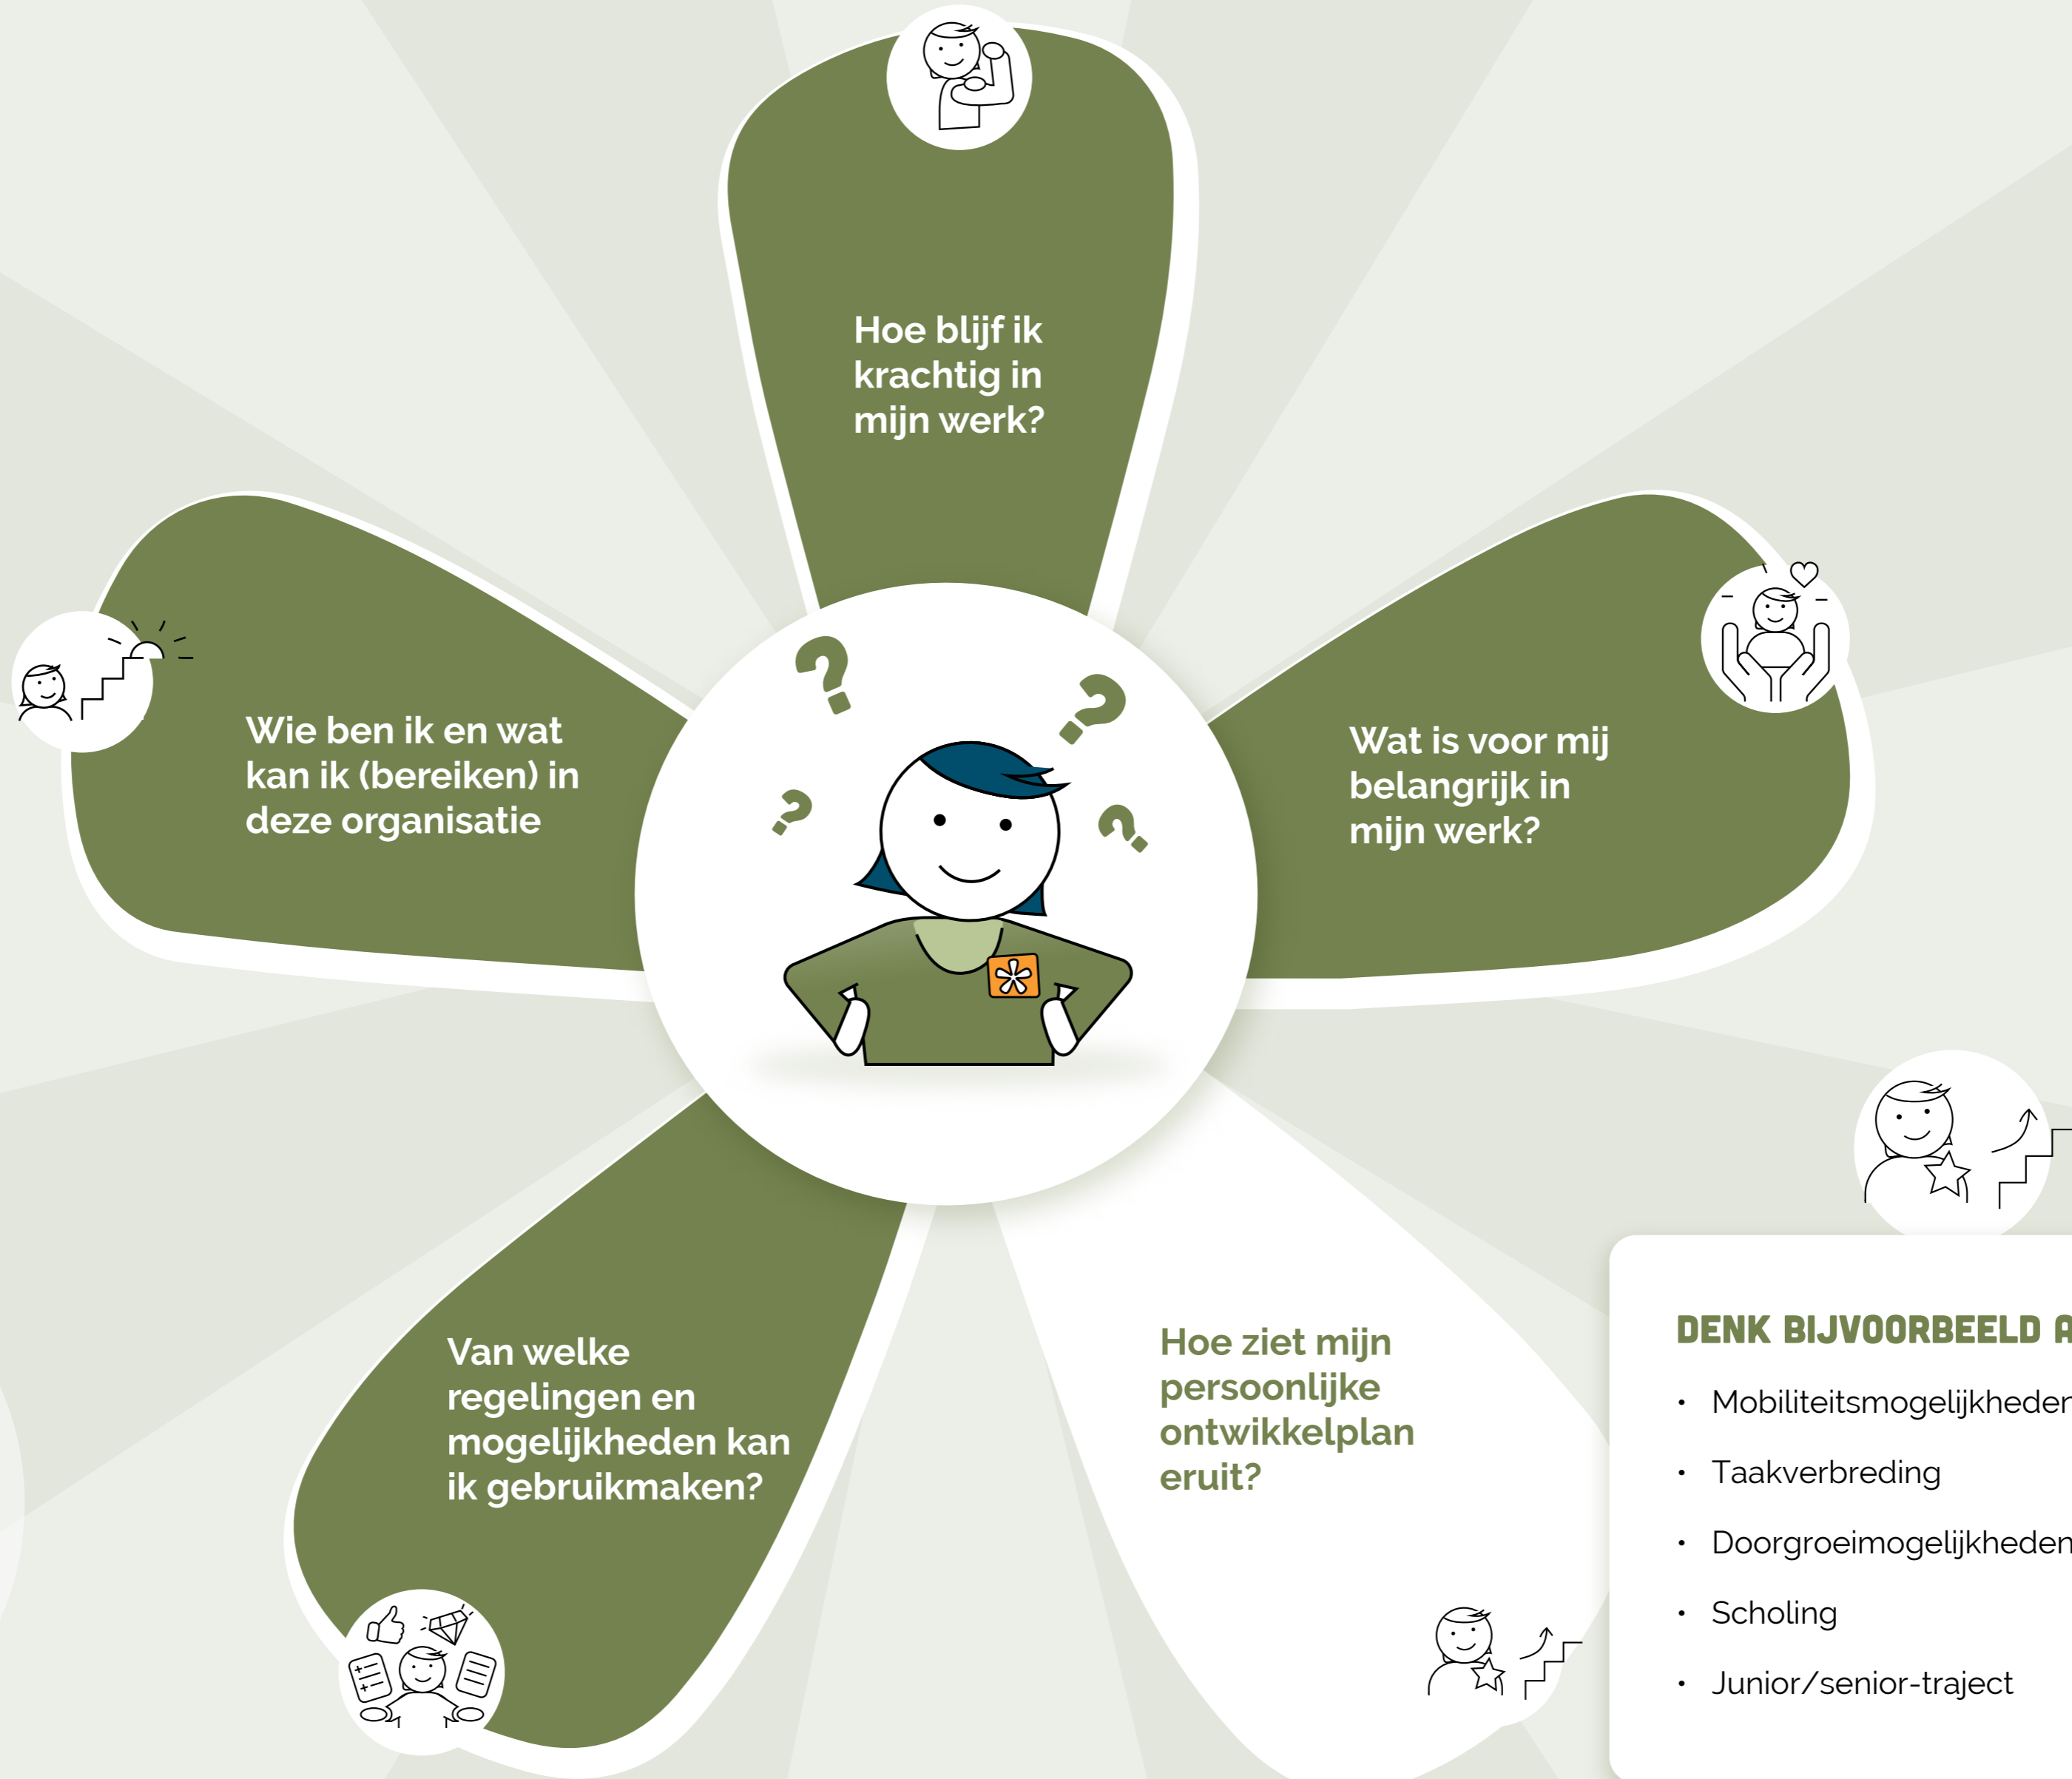 Hoe blijf ik
krachtig in
mijn werk?
Wie ben ik en wat
kan ik (bereiken) in
deze organisatie
Wat is voor mij
belangrijk in
mijn werk?
Van welke
regelingen en
mogelijkheden kan
ik gebruikmaken?
Hoe ziet mijn
persoonlijke
ontwikkelplan
eruit?
DENK BIJVOORBEELD
• Mobiliteitsmogelijkheden
• Taakverbreding
• Doorgroeimogelijkheden
• Scholing
• Junior/senior-traject